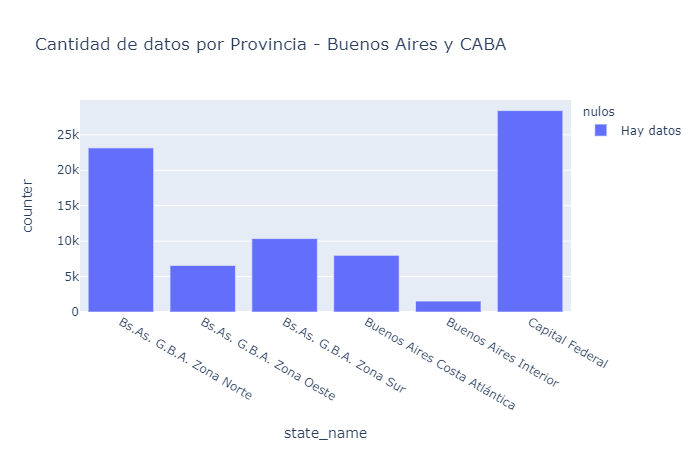 Cantidad de datos por Provincia - Buenos Aires y CABA
nulos
Hay datos
counter
25k
20k
15k
10k
5k
0
Bs.As. G.B.A. Zona Norte
Bs.As. G.B.A. Zona Oeste
Bs.As. G.B.A. Zona Sur
Buenos Aires Costa Atlántica
Buenos Aires Interior
Capital Federal
state_name